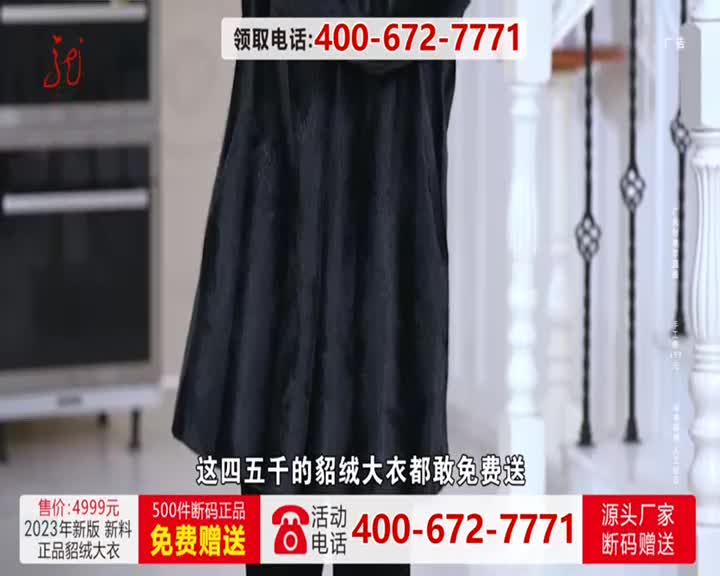 领取电话:400-672-7771
广告
这四五千的貂绒大衣都敢免费送
售价:4999元
2023年新版 新料
正品貂绒大衣
500件断码正品
免费赠送
活动
电话
400-672-7771
源头厂家
断码赠送